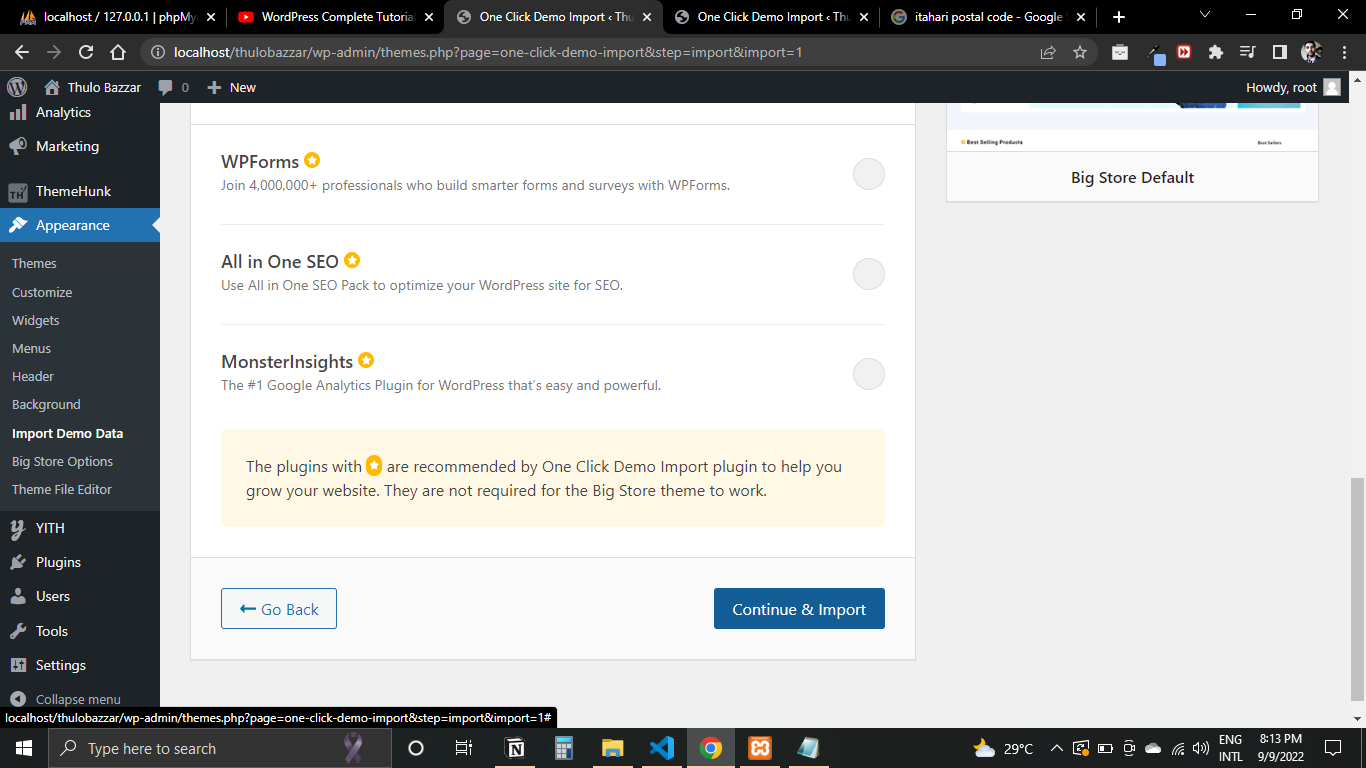 localhost / 127.0.0.1 | phpMyA
WordPress Complete Tutorial
One Click Demo Import ‹ Thu
One Click Demo Import ‹ Thu
itahari postal code - Google
localhost/thulobazzar/wp-admin/themes.php?page=one-click-demo-import&step=import&import=1
Thulo Bazzar
0
New
Howdy, root
Analytics
Marketing
ThemeHunk
Appearance
Themes
Customize
Widgets
Menus
Header
Background
Import Demo Data
Big Store Options
Theme File Editor
YITH
Plugins
Users
Tools
Settings
Collapse menu
WPForms
Join 4,000,000+ professionals who build smarter forms and surveys with WPForms.
All in One SEO
Use All in One SEO Pack to optimize your WordPress site for SEO.
MonsterInsights
The #1 Google Analytics Plugin for WordPress that's easy and powerful.
The plugins with are recommended by One Click Demo Import plugin to help you
grow your website. They are not required for the Big Store theme to work.
Go Back
Continue & Import
Best Selling Products
Best Sellers
Big Store Default
localhost/thulobazzar/wp-admin/themes.php?page=one-click-demo-import&step=import&import=1#
Type here to search
29°C
ENG
INTL
8:13 PM
9/9/2022